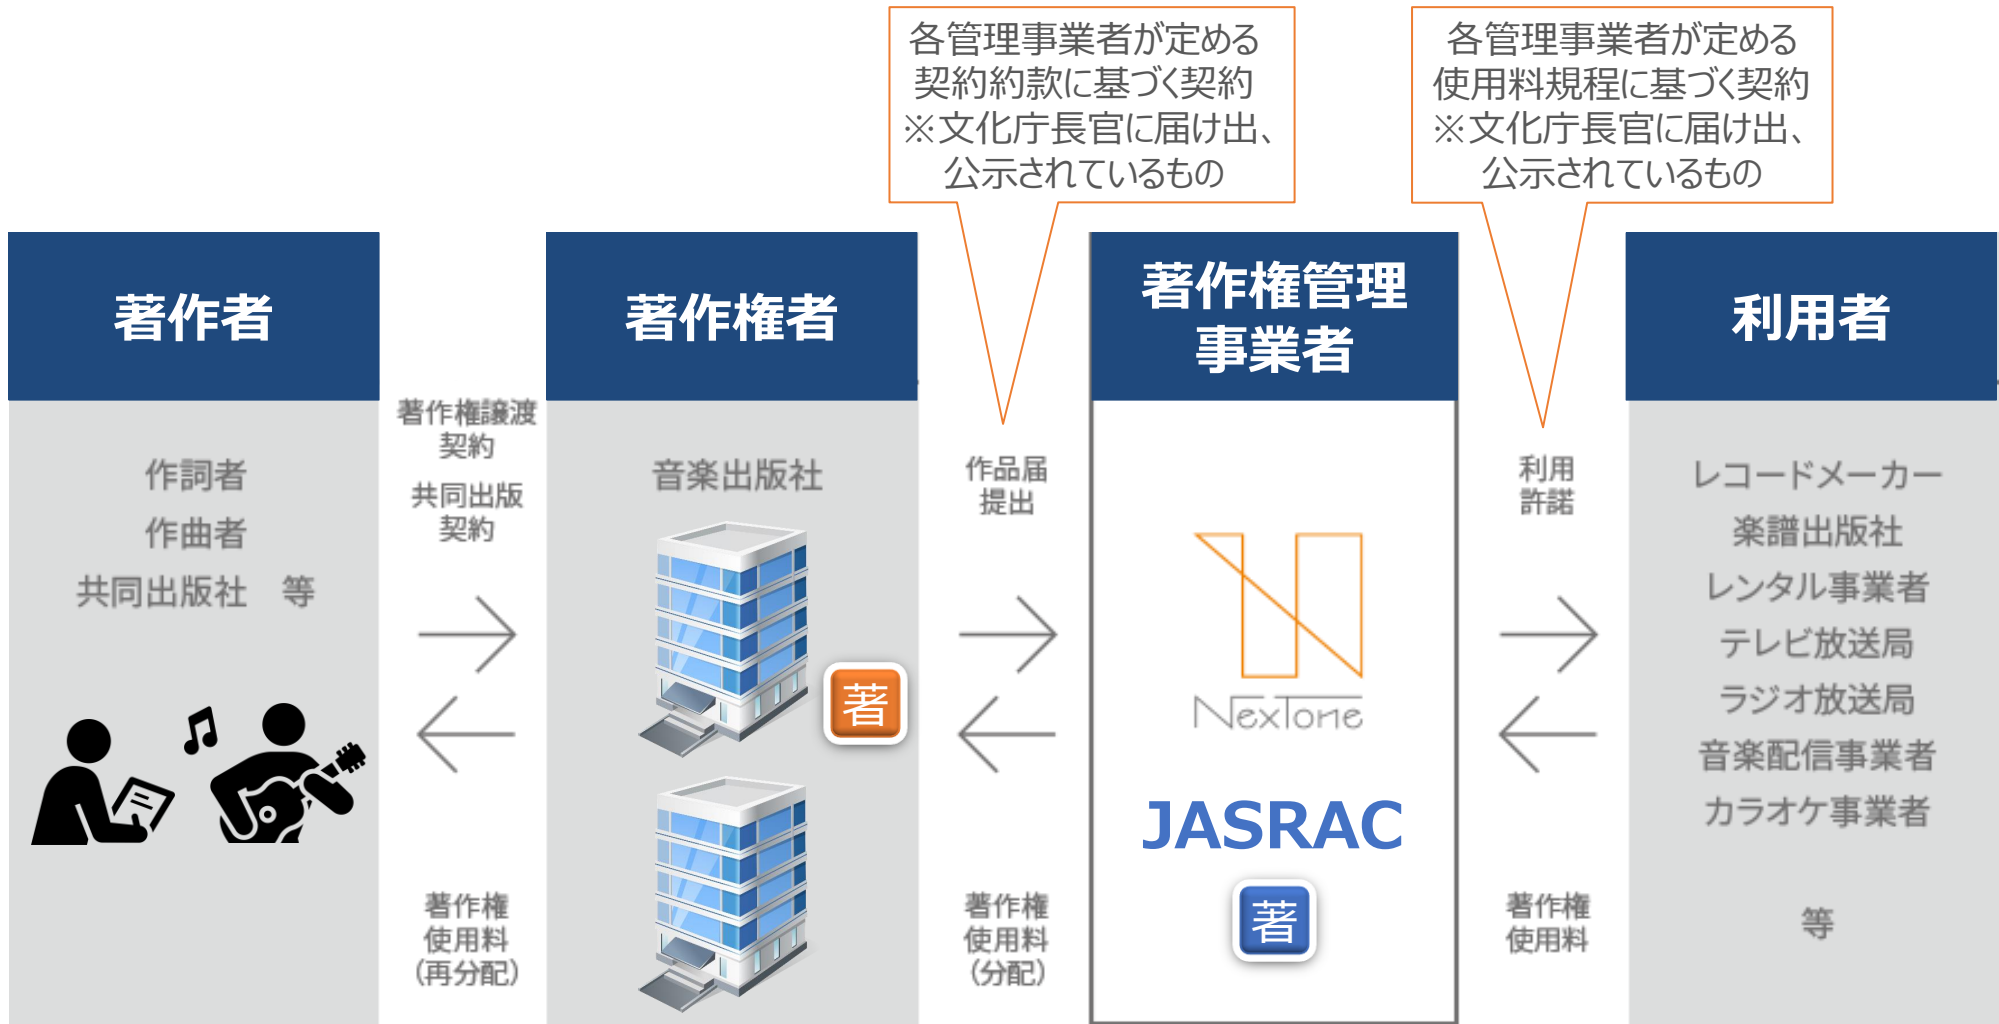 各管理事業者が定める
契約約款に基づく契約
※文化庁長官に届け出、
公示されているもの
各管理事業者が定める
使用料規程に基づく契約
※文化庁長官に届け出、
公示されているもの
著作者
著作権者
著作権管理
事業者
利用者
作詞者
作曲者
共同出版社　等
著作権譲渡
契約
共同出版
契約
著作権
使用料
（再分配）
音楽出版社
著
作品届
提出
著作権
使用料
（分配）
NexTone
JASRAC
著
利用
許諾
著作権
使用料
レコードメーカー
楽譜出版社
レンタル事業者
テレビ放送局
ラジオ放送局
音楽配信事業者
カラオケ事業者
等